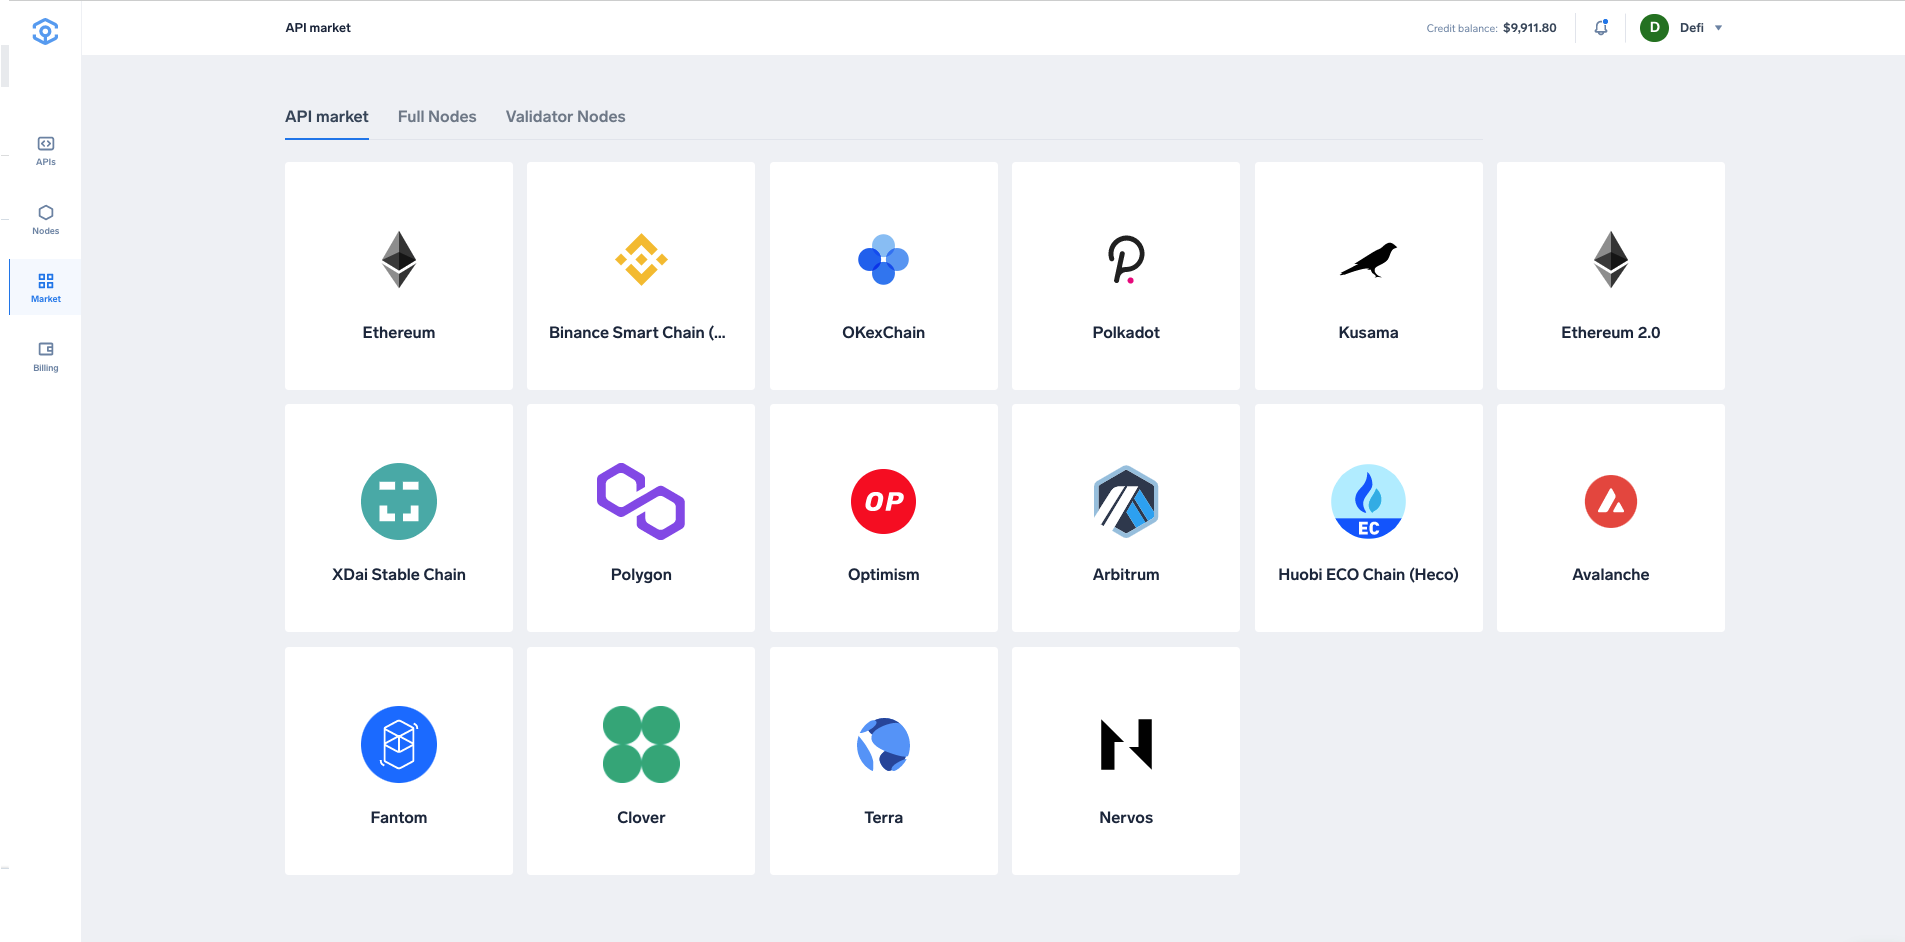 API market
Credit balance: $9,911.80
D
Defi
APIs
Nodes
Market
Billing
API market
Full Nodes
Validator Nodes
Ethereum
Binance Smart Chain (...
OKexChain
Polkadot
Kusama
Ethereum 2.0
XDai Stable Chain
Polygon
OP
Optimism
Arbitrum
EC
Huobi ECO Chain (Heco)
Avalanche
Fantom
Clover
Terra
Nervos